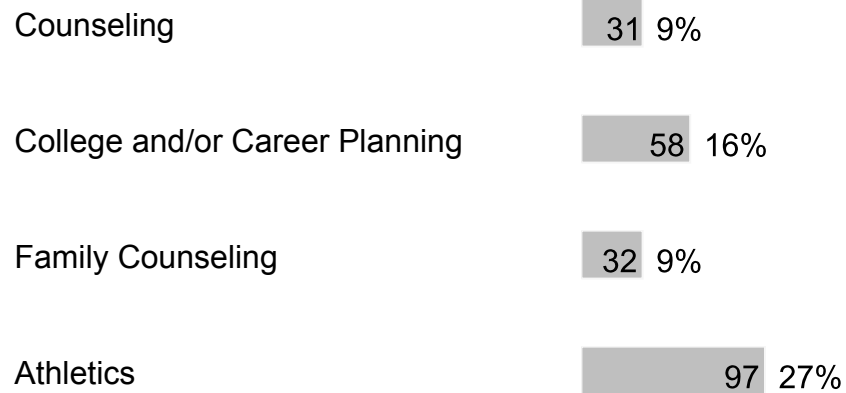 Counseling 31 9%
College and/or Career Planning 58 16%
Family Counseling 32 9%
Athletics 97 27%